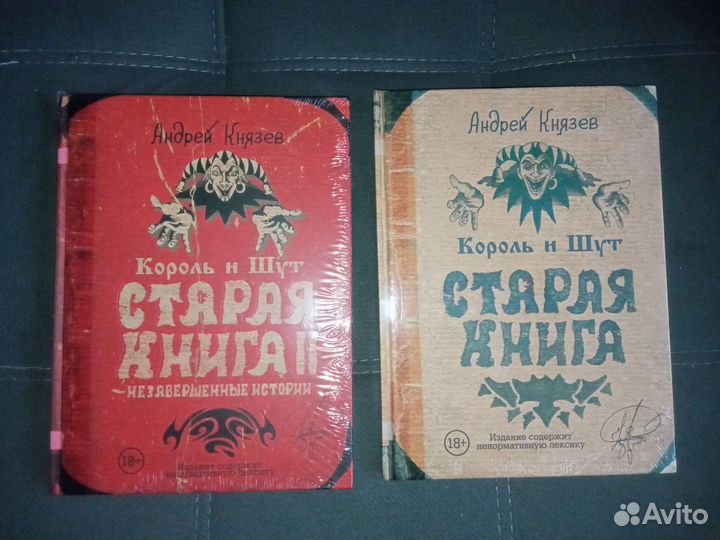 Андрей Князев
Король и Шут
СТАРАЯ
КНИГА II
НЕЗАВЕРШЕННЫЕ ИСТОРИИ
18+
Издание содержит
ненормативную лексику
Андрей Князев
Король и Шут
СТАРАЯ
КНИГА
18+
Издание содержит
ненормативную лексику
Avito